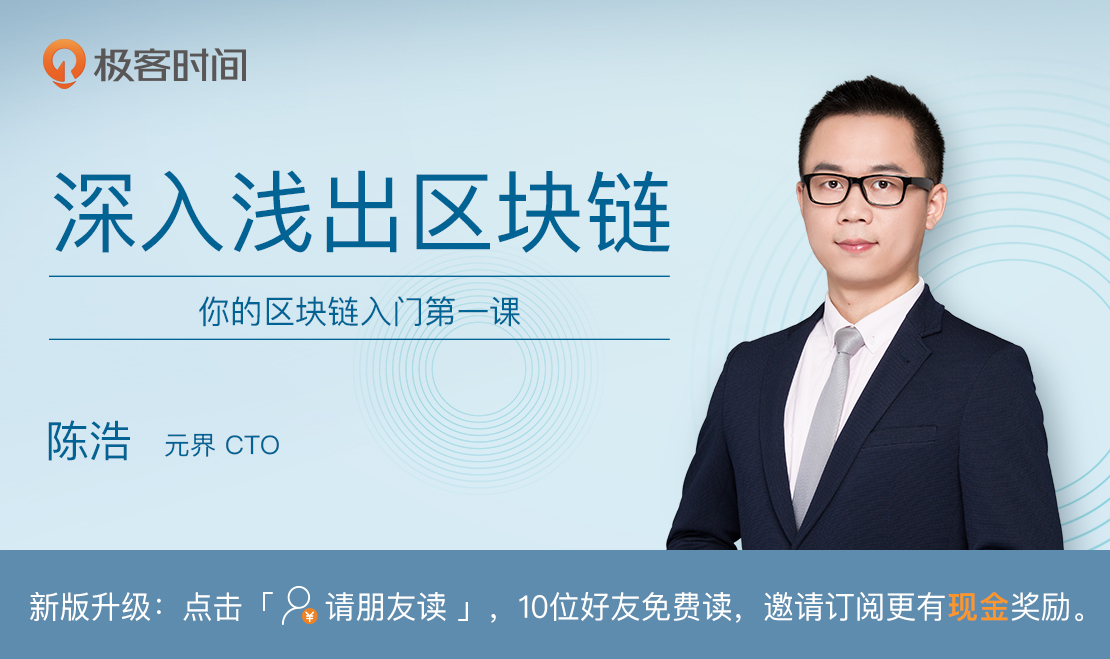 极客时间
深入浅出区块链
你的区块链入门第一课
陈浩 元界 CTO
新版升级：点击「 ¥ 请朋友读 」，10位好友免费读，邀请订阅更有现金奖励。